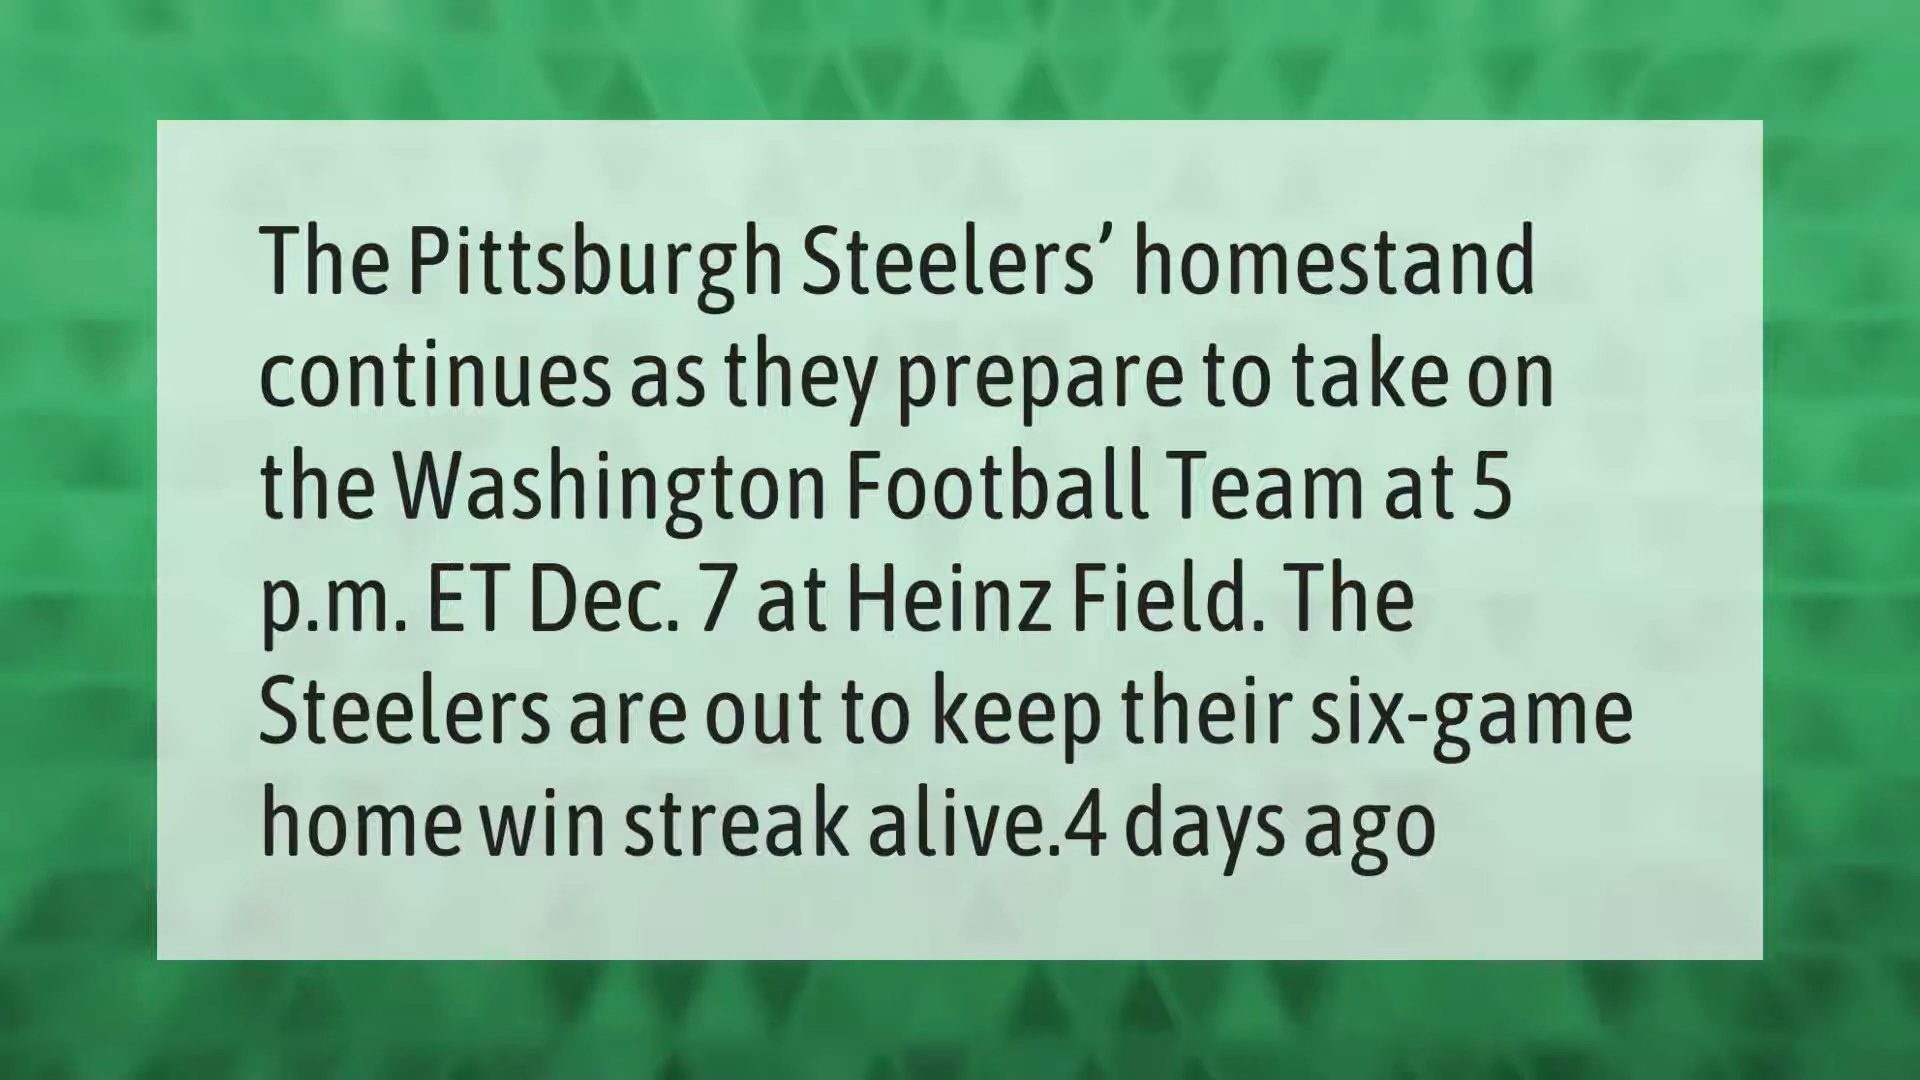 The Pittsburgh Steelers’ homestand
continues as they prepare to take on
the Washington Football Team at 5
p.m. ET Dec. 7 at Heinz Field. The
Steelers are out to keep their six-game
home win streak alive.4 days ago